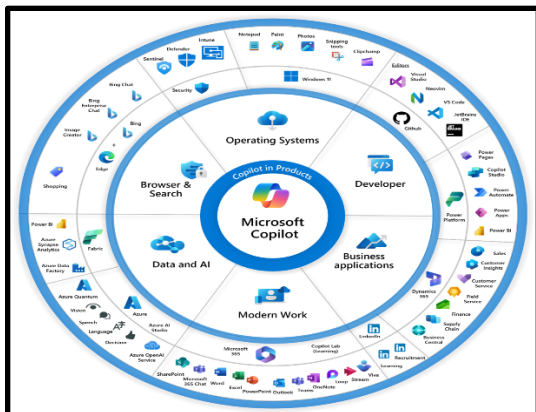 Notepad
Paint
Photos
Snipping
tools
Clipchamp
Intune
Defender
Sentinel
Security
Windows 11
Editors
Visual
Studio
Neovim
VS Code
JetBrains
IDE
Github
Bing Chat
Bing
Enterprise
Chat
Image
Creator
Bing
Edge
Shopping
Operating Systems
Browser &
Search
Developer
Copilot in Products
Microsoft
Copilot
Data and AI
Business
applications
Modern Work
Power
Pages
Copilot
Studio
Power
Automate
Power
Apps
Power BI
Power
Platform
Power BI
Azure
Synapse
Analytics
Azure Data
Factory
Fabric
Sales
Customer
Insights
Customer
Service
Field
Service
Finance
Supply
Chain
Business
Central
Dynamics
365
Azure Quantum
Vision
Speech
Language
Decision
Azure
Azure AI
Studio
Azure OpenAI
Service
Microsoft
365
Copilot Lab
(Learning)
LinkedIn
LinkedIn
Recruitment
Learning
SharePoint
Microsoft
365 Chat
Word
Excel
PowerPoint
Outlook
Teams
OneNote
Loop
Stream
Viva